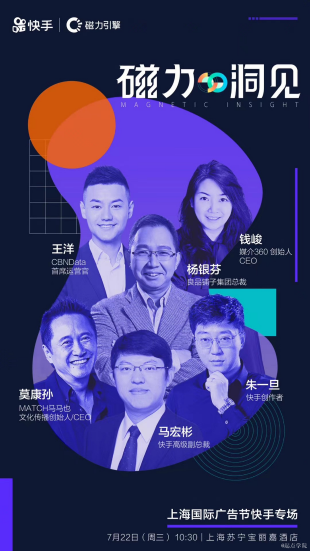 快手 | 磁力引擎
磁力洞见
MAGNETIC INSIGHT
王洋
CBNData
首席运营官
钱峻
媒介360 创始人
CEO
杨银芬
良品铺子集团总裁
莫康孙
MATCH马马也
文化传播创始人/CEO
朱一旦
快手创作者
马宏彬
快手高级副总裁
上海国际广告节快手专场
7月22日（周三）10:30 | 上海苏宁宝丽嘉酒店
@起点学院